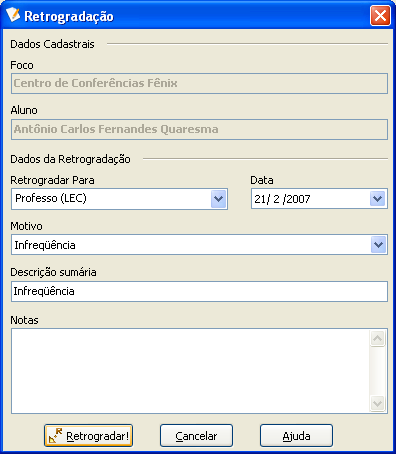 Retrogradação
Dados Cadastrais
Foco
Centro de Conferências Fênix
Aluno
Antônio Carlos Fernandes Quaresma
Dados da Retrogradação
Retrogradar Para
Data
Professo (LEC)
21/ 2 /2007
Motivo
Infreqüência
Descrição sumária
Infreqüência
Notas
Retrogradar!
Cancelar
Ajuda